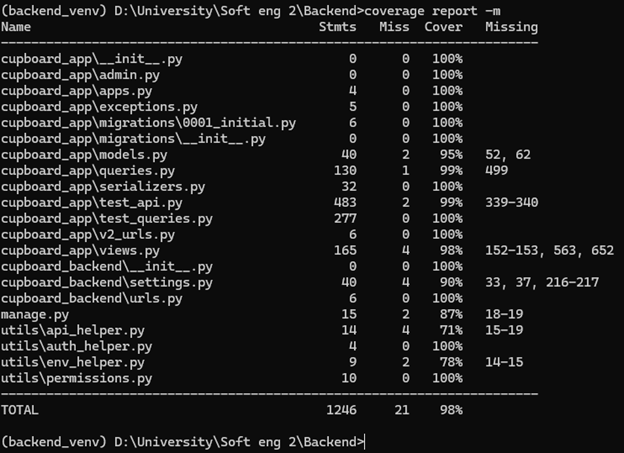 (backend_venv) D:\University\Soft eng 2\Backend>coverage report -m
Name                                 Stmts   Miss  Cover   Missing
------------------------------------------------------------------
cupboard_app\__init__.py                 0      0   100%
cupboard_app\admin.py                    0      0   100%
cupboard_app\apps.py                     4      0   100%
cupboard_app\exceptions.py               5      0   100%
cupboard_app\migrations\0001_initial.py  6      0   100%
cupboard_app\migrations\__init__.py      0      0   100%
cupboard_app\models.py                  40      2    95%   52, 62
cupboard_app\queries.py                130      1    99%   499
cupboard_app\serializers.py             32      0   100%
cupboard_app\test_api.py               483      2    99%   339-340
cupboard_app\test_queries.py           277      0   100%
cupboard_app\v2_urls.py                  6      0   100%
cupboard_app\views.py                  165      4    98%   152-153, 563, 652
cupboard_backend\__init__.py             0      0   100%
cupboard_backend\settings.py            40      4    90%   33, 37, 216-217
cupboard_backend\urls.py                 6      0   100%
manage.py                               15      2    87%   18-19
utils\api_helper.py                     14      4    71%   15-19
utils\auth_helper.py                     4      0   100%
utils\env_helper.py                      9      2    78%   14-15
utils\permissions.py                    10      0   100%
------------------------------------------------------------------
TOTAL                                 1246     21    98%
(backend_venv) D:\University\Soft eng 2\Backend>